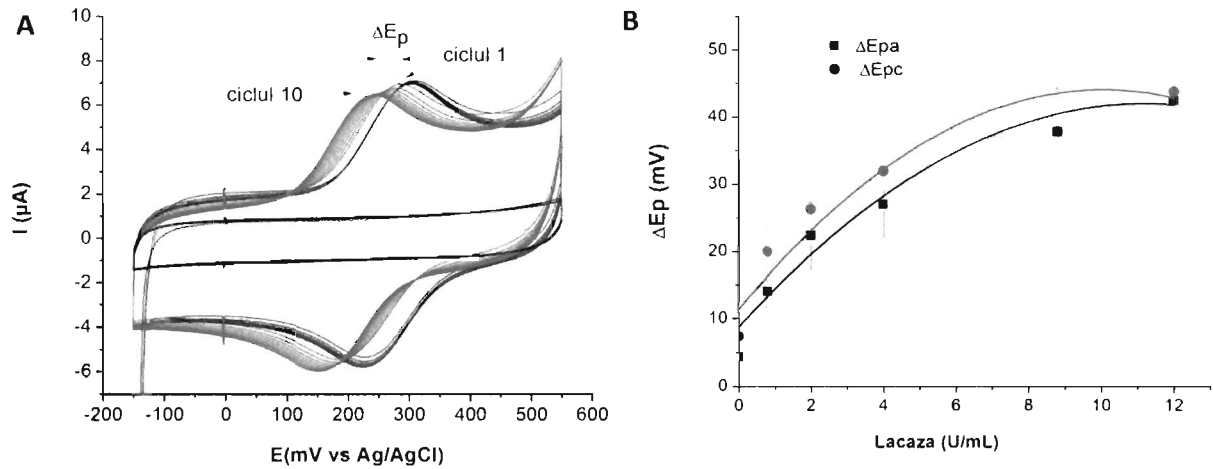 A
10
8
6
4
2
0
-2
-4
-6
I (µA)
ΔEp
ciclul 1
ciclul 10
-200 -100 0 100 200 300 400 500 600
E(mV vs Ag/AgCl)
B
50
40
30
20
10
0
ΔEp (mV)
ΔEpa
ΔEpc
0 2 4 6 8 10 12
Lacaza (U/mL)